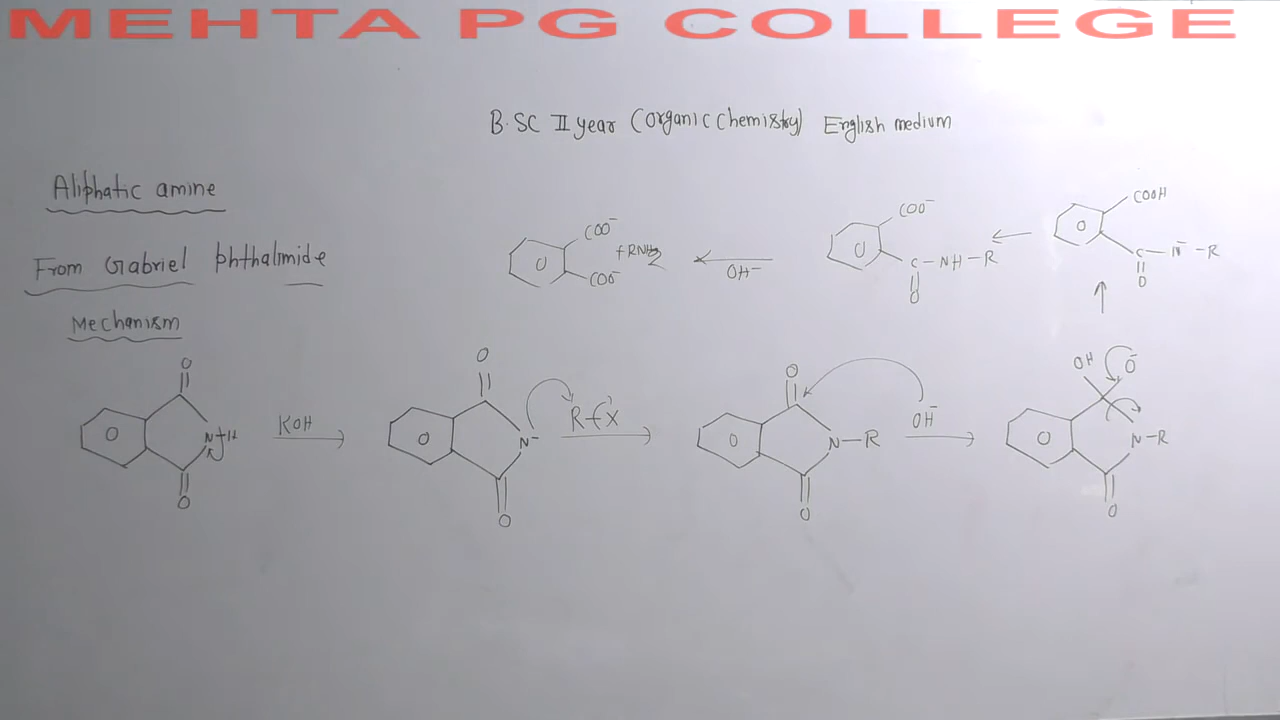 MEHTA PG COLLEGE
B.SC II year (Organic Chemistry) English medium
Aliphatic amine
From Gabriel phthalimide
Mechanism
O
N H
O
KOH
O
N⁻
O
R-X
O
N-R
O
OH⁻
OH O⁻
N-R
O
COOH
C-N⁻-R
O
COO⁻
C-NH-R
O
OH⁻
COO⁻
+RNH2
COO⁻